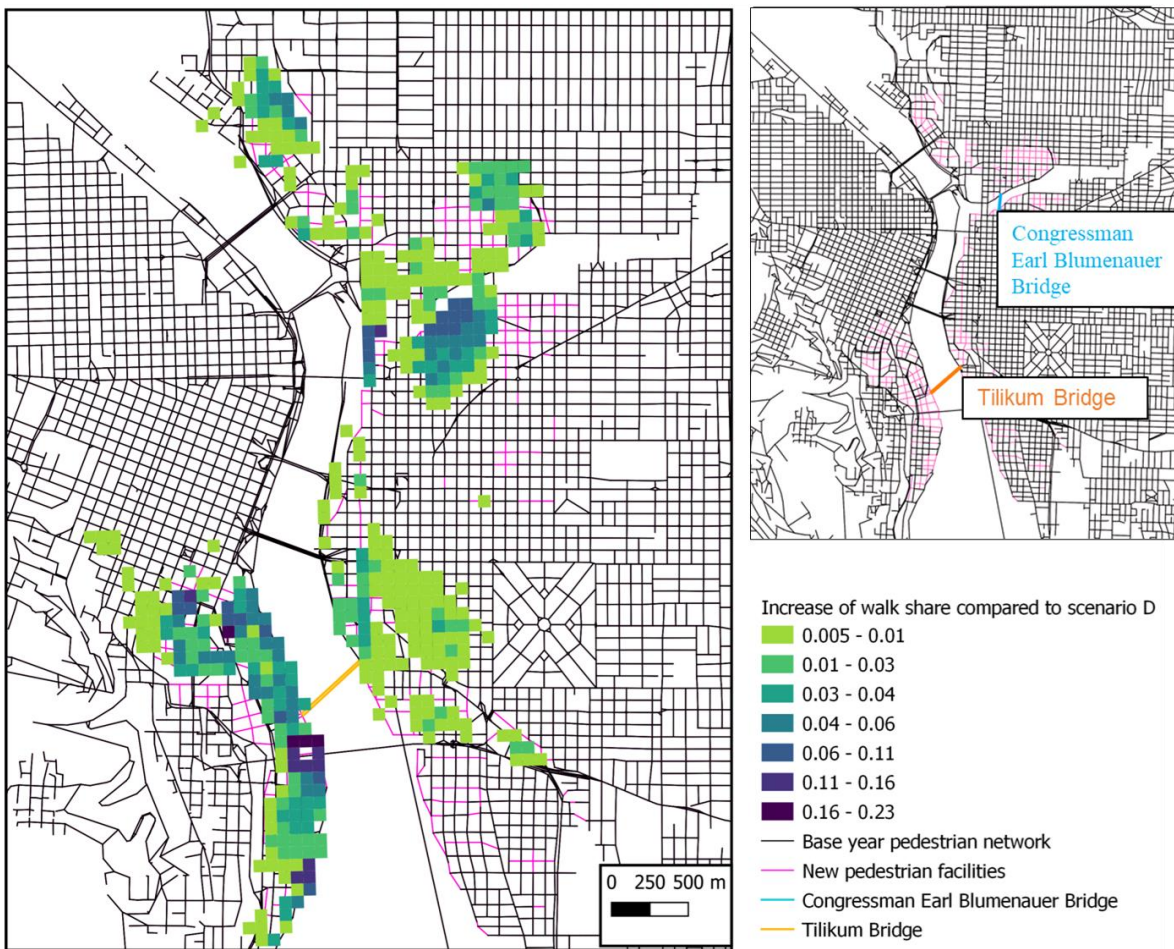 Congressman
Earl Blumenauer
Bridge
Tilikum Bridge
Increase of walk share compared to scenario D
0.005 - 0.01
0.01 - 0.03
0.03 - 0.04
0.04 - 0.06
0.06 - 0.11
0.11 - 0.16
0.16 - 0.23
Base year pedestrian network
New pedestrian facilities
Congressman Earl Blumenauer Bridge
Tilikum Bridge
0 250 500 m